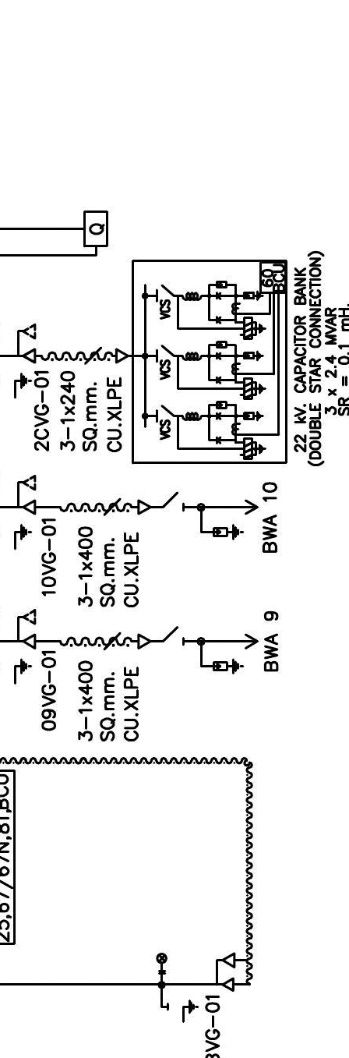 Q
60
BCU
VCS
VCS
VCS
22 kV. CAPACITOR BANK
(DOUBLE STAR CONNECTION)
3 x 2.4 MVAR
SR = 0.1 mH.
2CVG-01
3-1x240
SQ.mm.
CU.XLPE
10VG-01
3-1x400
SQ.mm.
CU.XLPE
BWA 10
09VG-01
3-1x400
SQ.mm.
CU.XLPE
BWA 9
25,67/67N,81,BCU
VG-01